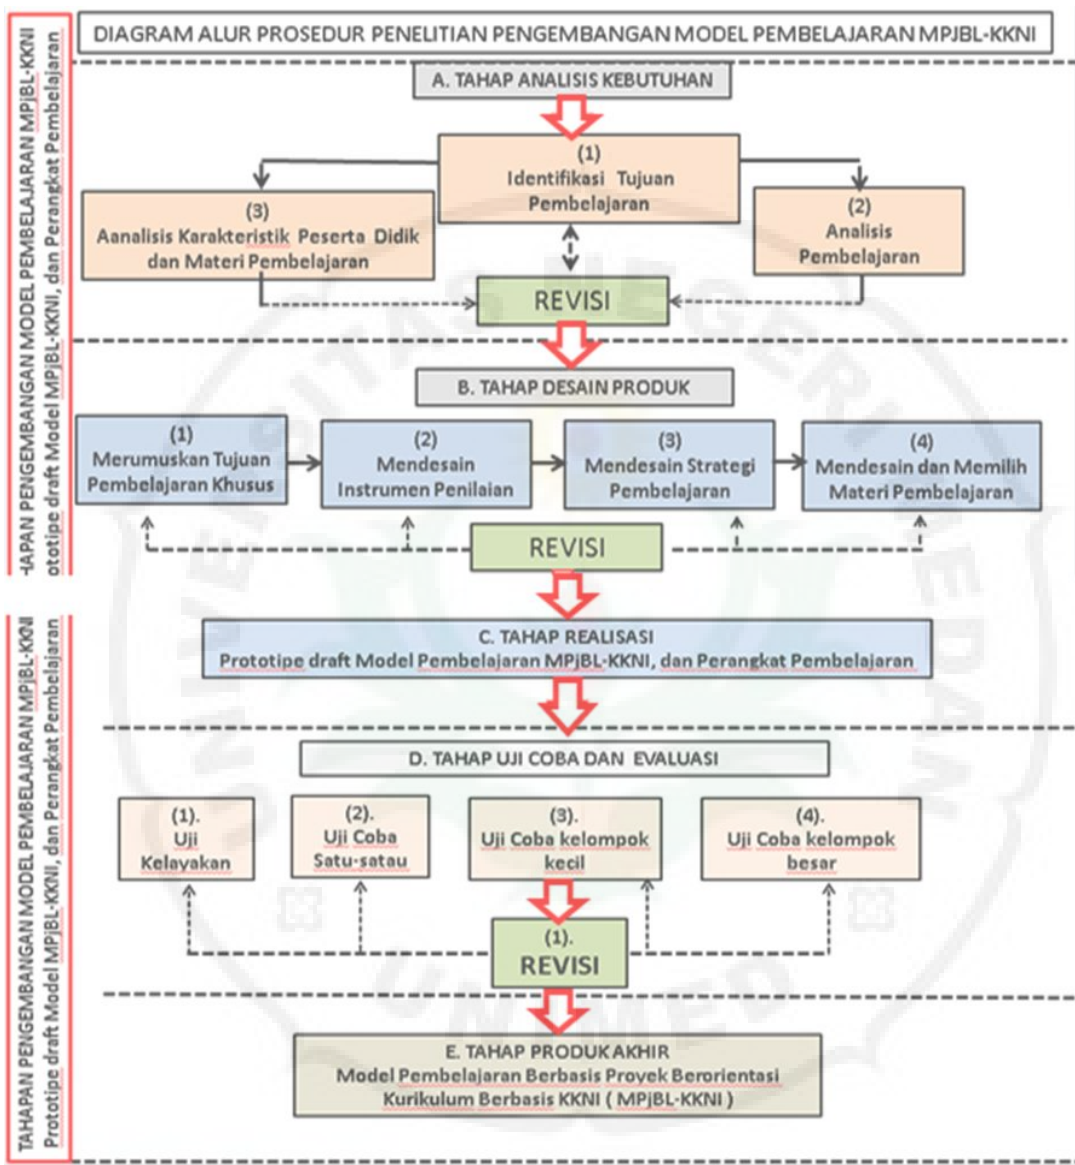 DIAGRAM ALUR PROSEDUR PENELITIAN PENGEMBANGAN MODEL PEMBELAJARAN MPJBL-KKNI
HAPAN PENGEMBANGAN MODEL PEMBELAJARAN MPjBL-KKNI
ototipe draft Model MPjBL-KKNI, dan Perangkat Pembelajaran
A. TAHAP ANALISIS KEBUTUHAN
(1)
Identifikasi Tujuan
Pembelajaran
(3)
Aanalisis Karakteristik Peserta Didik
dan Materi Pembelajaran
(2)
Analisis
Pembelajaran
REVISI
B. TAHAP DESAIN PRODUK
(1)
Merumuskan Tujuan
Pembelajaran Khusus
(2)
Mendesain
Instrumen Penilaian
(3)
Mendesain Strategi
Pembelajaran
(4)
Mendesain dan Memilih
Materi Pembelajaran
REVISI
TAHAPAN PENGEMBANGAN MODEL PEMBELAJARAN MPjBL-KKNI
Prototipe draft Model MPjBL-KKNI, dan Perangkat Pembelajaran
C. TAHAP REALISASI
Prototipe draft Model Pembelajaran MPjBL-KKNI, dan Perangkat Pembelajaran
D. TAHAP UJI COBA DAN EVALUASI
(1).
Uji
Kelayakan
(2).
Uji Coba
Satu-satau
(3).
Uji Coba kelompok
kecil
(4).
Uji Coba kelompok
besar
(1).
REVISI
E. TAHAP PRODUK AKHIR
Model Pembelajaran Berbasis Proyek Berorientasi
Kurikulum Berbasis KKNI ( MPjBL-KKNI )
UNIVERSITAS NEGERI MEDAN
UNIMED